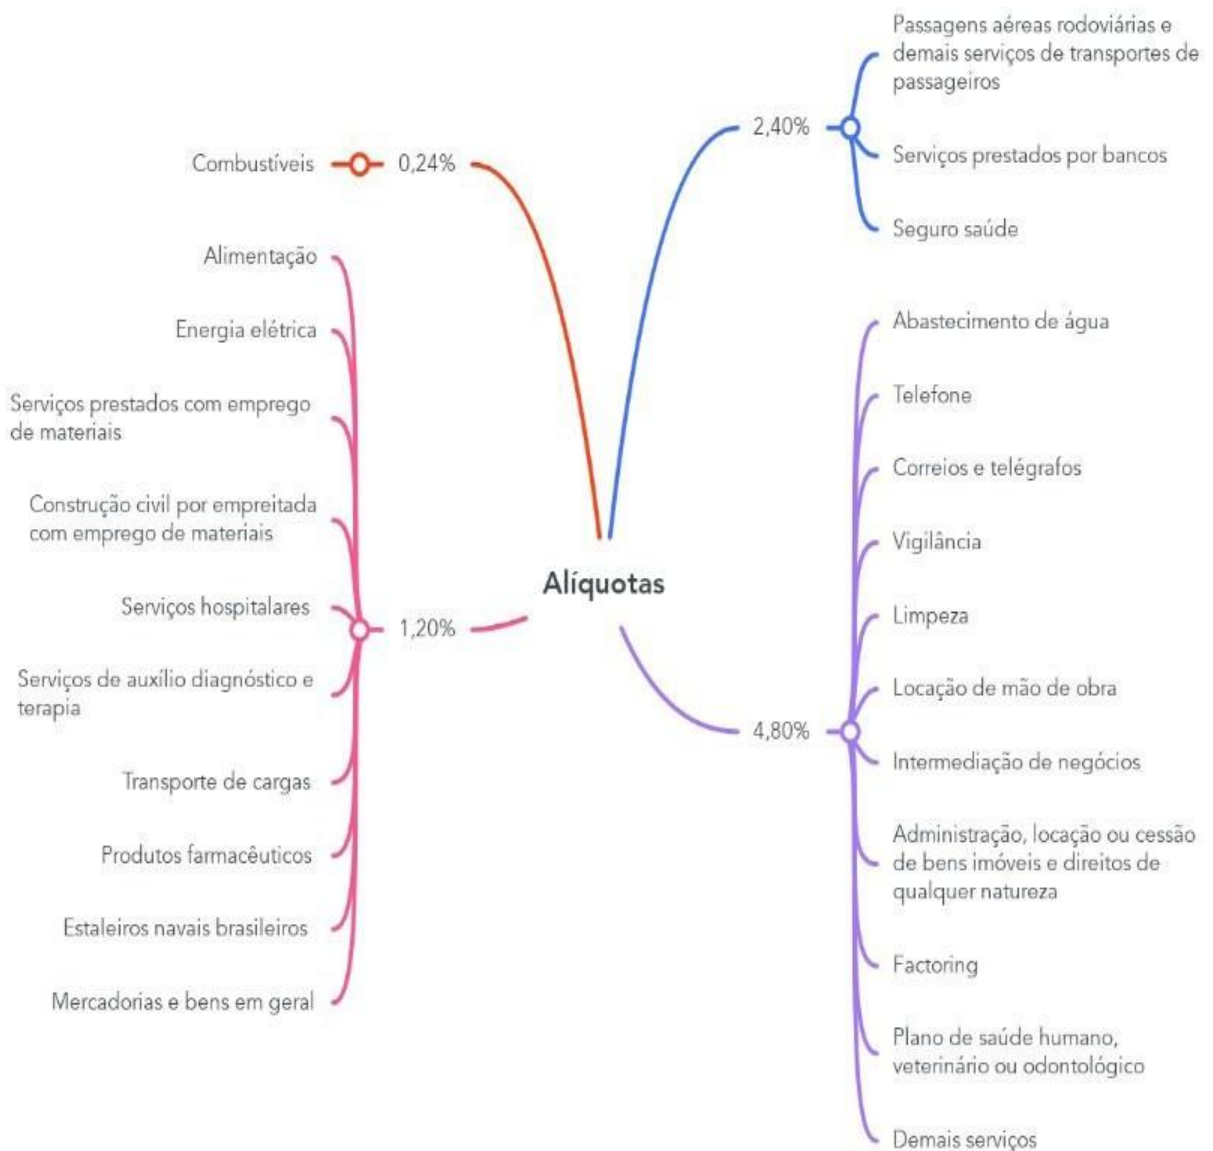 Alíquotas
0,24%
Combustíveis
1,20%
Alimentação
Energia elétrica
Serviços prestados com emprego
de materiais
Construção civil por empreitada
com emprego de materiais
Serviços hospitalares
Serviços de auxílio diagnóstico e
terapia
Transporte de cargas
Produtos farmacêuticos
Estaleiros navais brasileiros
Mercadorias e bens em geral
2,40%
Passagens aéreas rodoviárias e
demais serviços de transportes de
passageiros
Serviços prestados por bancos
Seguro saúde
4,80%
Abastecimento de água
Telefone
Correios e telégrafos
Vigilância
Limpeza
Locação de mão de obra
Intermediação de negócios
Administração, locação ou cessão
de bens imóveis e direitos de
qualquer natureza
Factoring
Plano de saúde humano,
veterinário ou odontológico
Demais serviços